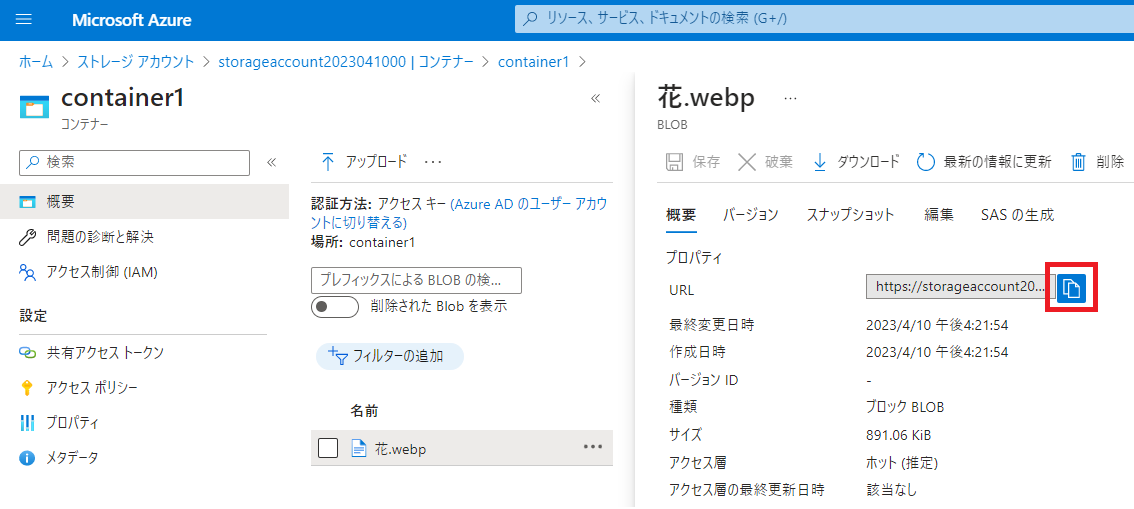 Microsoft Azure
リソース、サービス、ドキュメントの検索 (G+/)
ホーム > ストレージ アカウント > storageaccount2023041000 | コンテナー > container1 >
container1
コンテナー
検索
概要
問題の診断と解決
アクセス制御 (IAM)
設定
共有アクセス トークン
アクセス ポリシー
プロパティ
メタデータ
アップロード
認証方法: アクセス キー (Azure AD のユーザー アカウ
ントに切り替える)
場所: container1
プレフィックスによる BLOB の検...
削除された Blob を表示
フィルターの追加
名前
花.webp
花.webp
BLOB
保存 破棄 ダウンロード 最新の情報に更新 削除
概要 バージョン スナップショット 編集 SAS の生成
プロパティ
URL https://storageaccount20...
最終変更日時 2023/4/10 午後4:21:54
作成日時 2023/4/10 午後4:21:54
バージョン ID -
種類 ブロック BLOB
サイズ 891.06 KiB
アクセス層 ホット (推定)
アクセス層の最終更新日時 該当なし